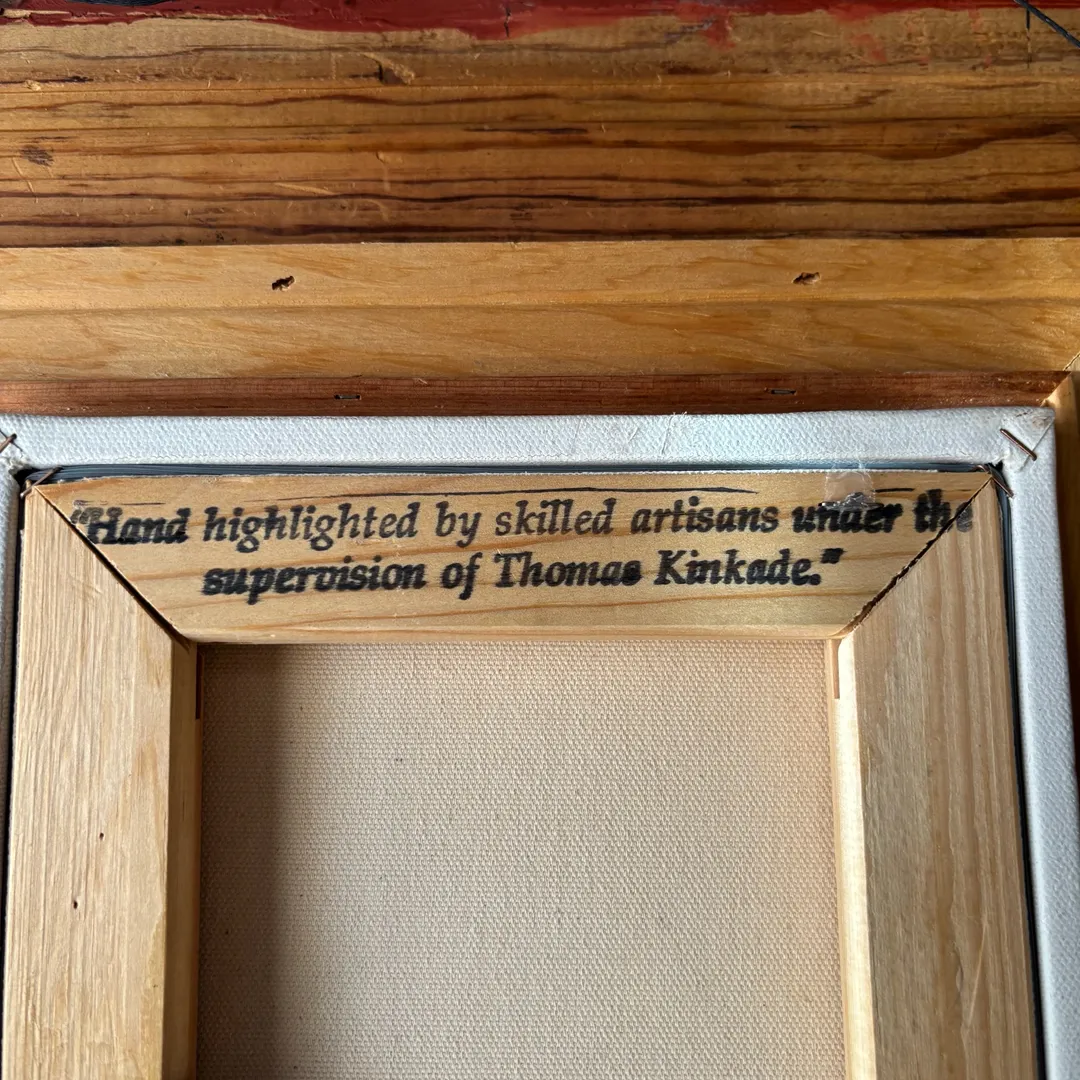 “Hand highlighted by skilled artisans under the
supervision of Thomas Kinkade.”